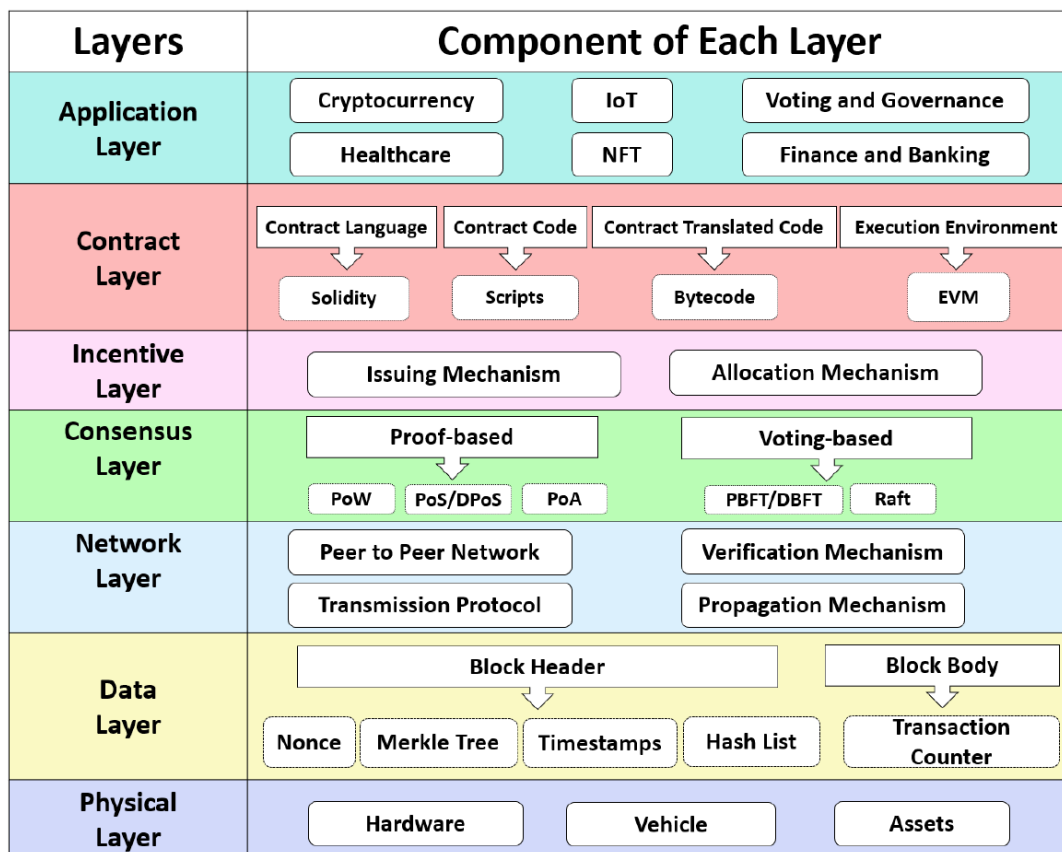 Layers
Component of Each Layer
Application
Layer
Cryptocurrency
IoT
Voting and Governance
Healthcare
NFT
Finance and Banking
Contract
Layer
Contract Language
Contract Code
Contract Translated Code
Execution Environment
Solidity
Scripts
Bytecode
EVM
Incentive
Layer
Issuing Mechanism
Allocation Mechanism
Consensus
Layer
Proof-based
Voting-based
PoW
PoS/DPoS
PoA
PBFT/DBFT
Raft
Network
Layer
Peer to Peer Network
Verification Mechanism
Transmission Protocol
Propagation Mechanism
Data
Layer
Block Header
Block Body
Nonce
Merkle Tree
Timestamps
Hash List
Transaction
Counter
Physical
Layer
Hardware
Vehicle
Assets